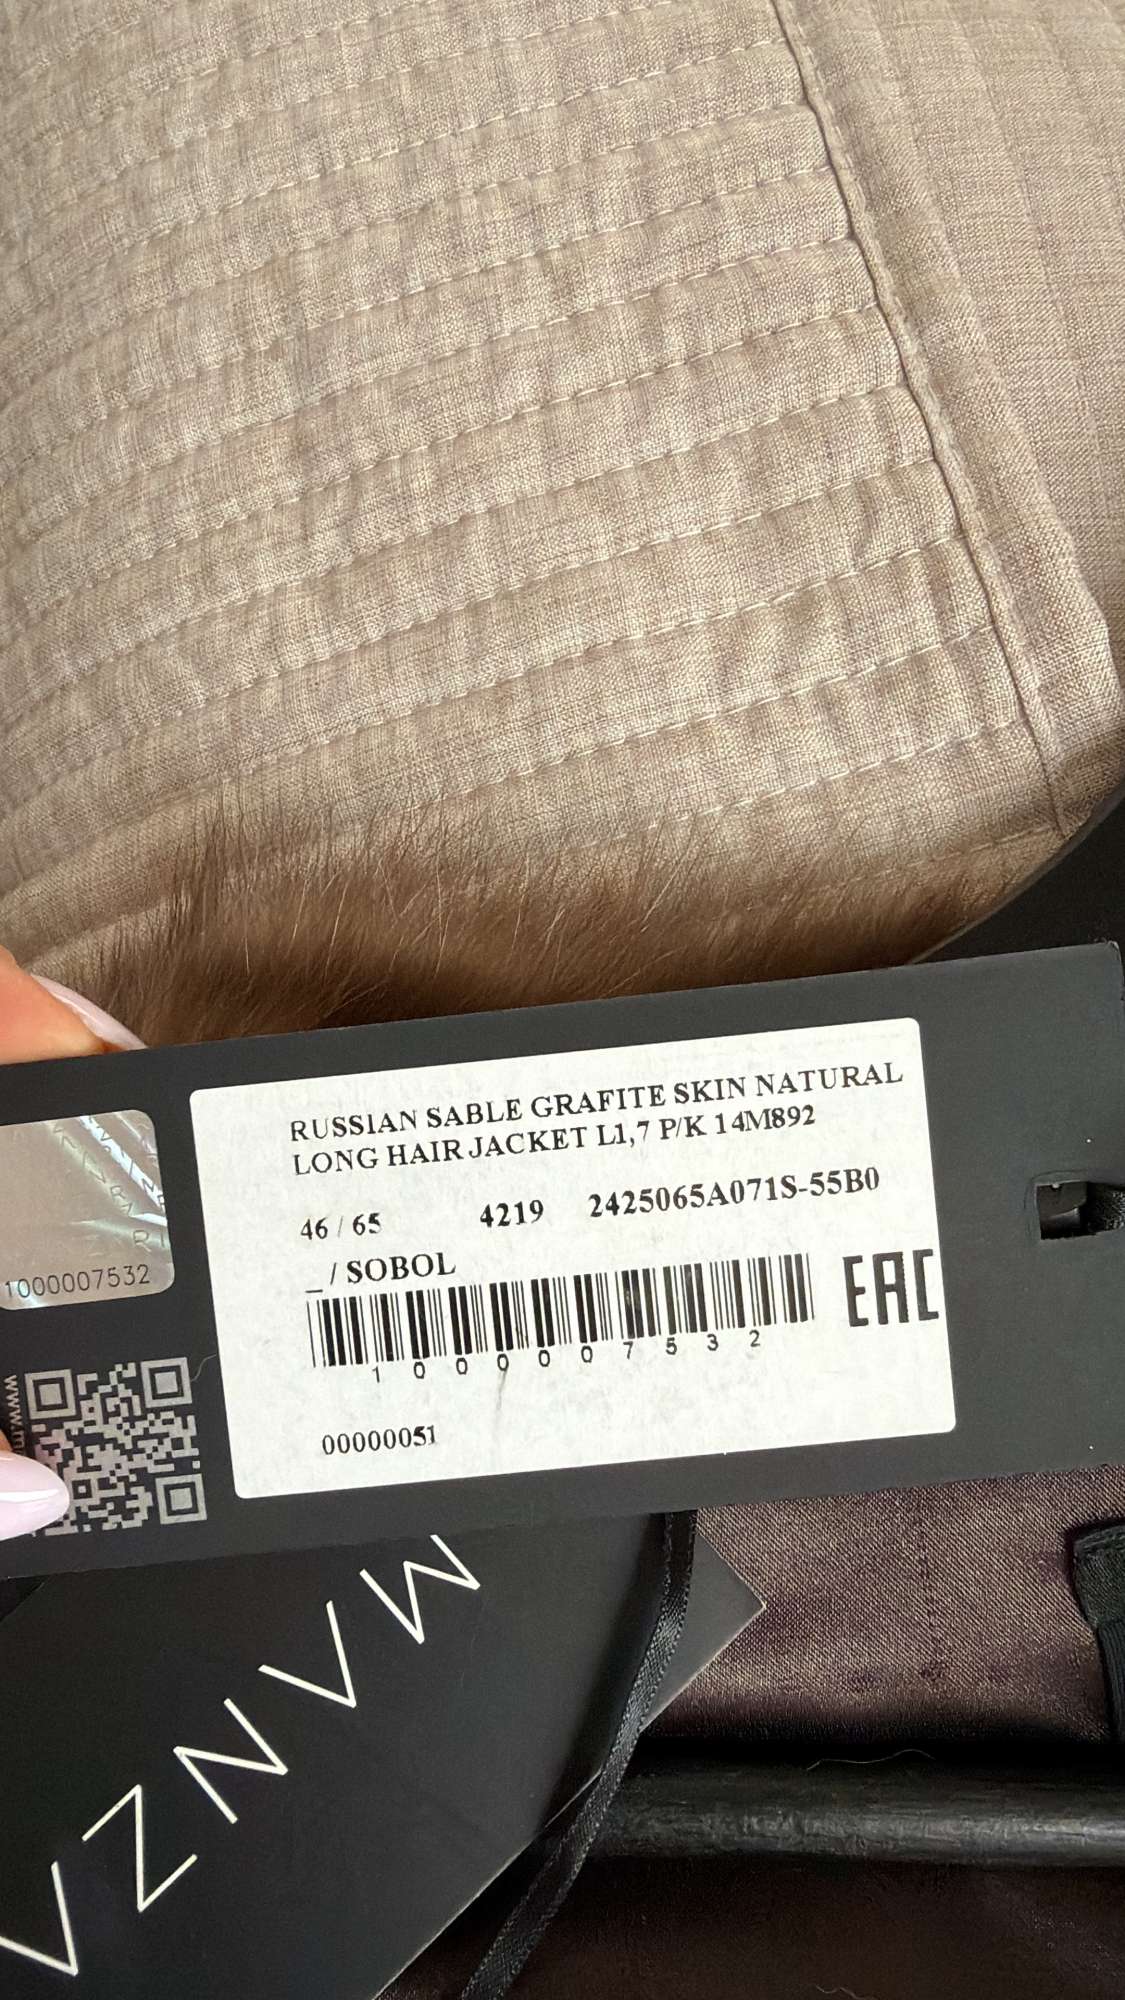 RUSSIAN SABLE GRAFITE SKIN NATURAL
LONG HAIR JACKET L1,7 P/K 14M892
46 / 65 4219 2425065A071S-55B0
_ / SOBOL
EAC
1000007532
00000051
1000007532